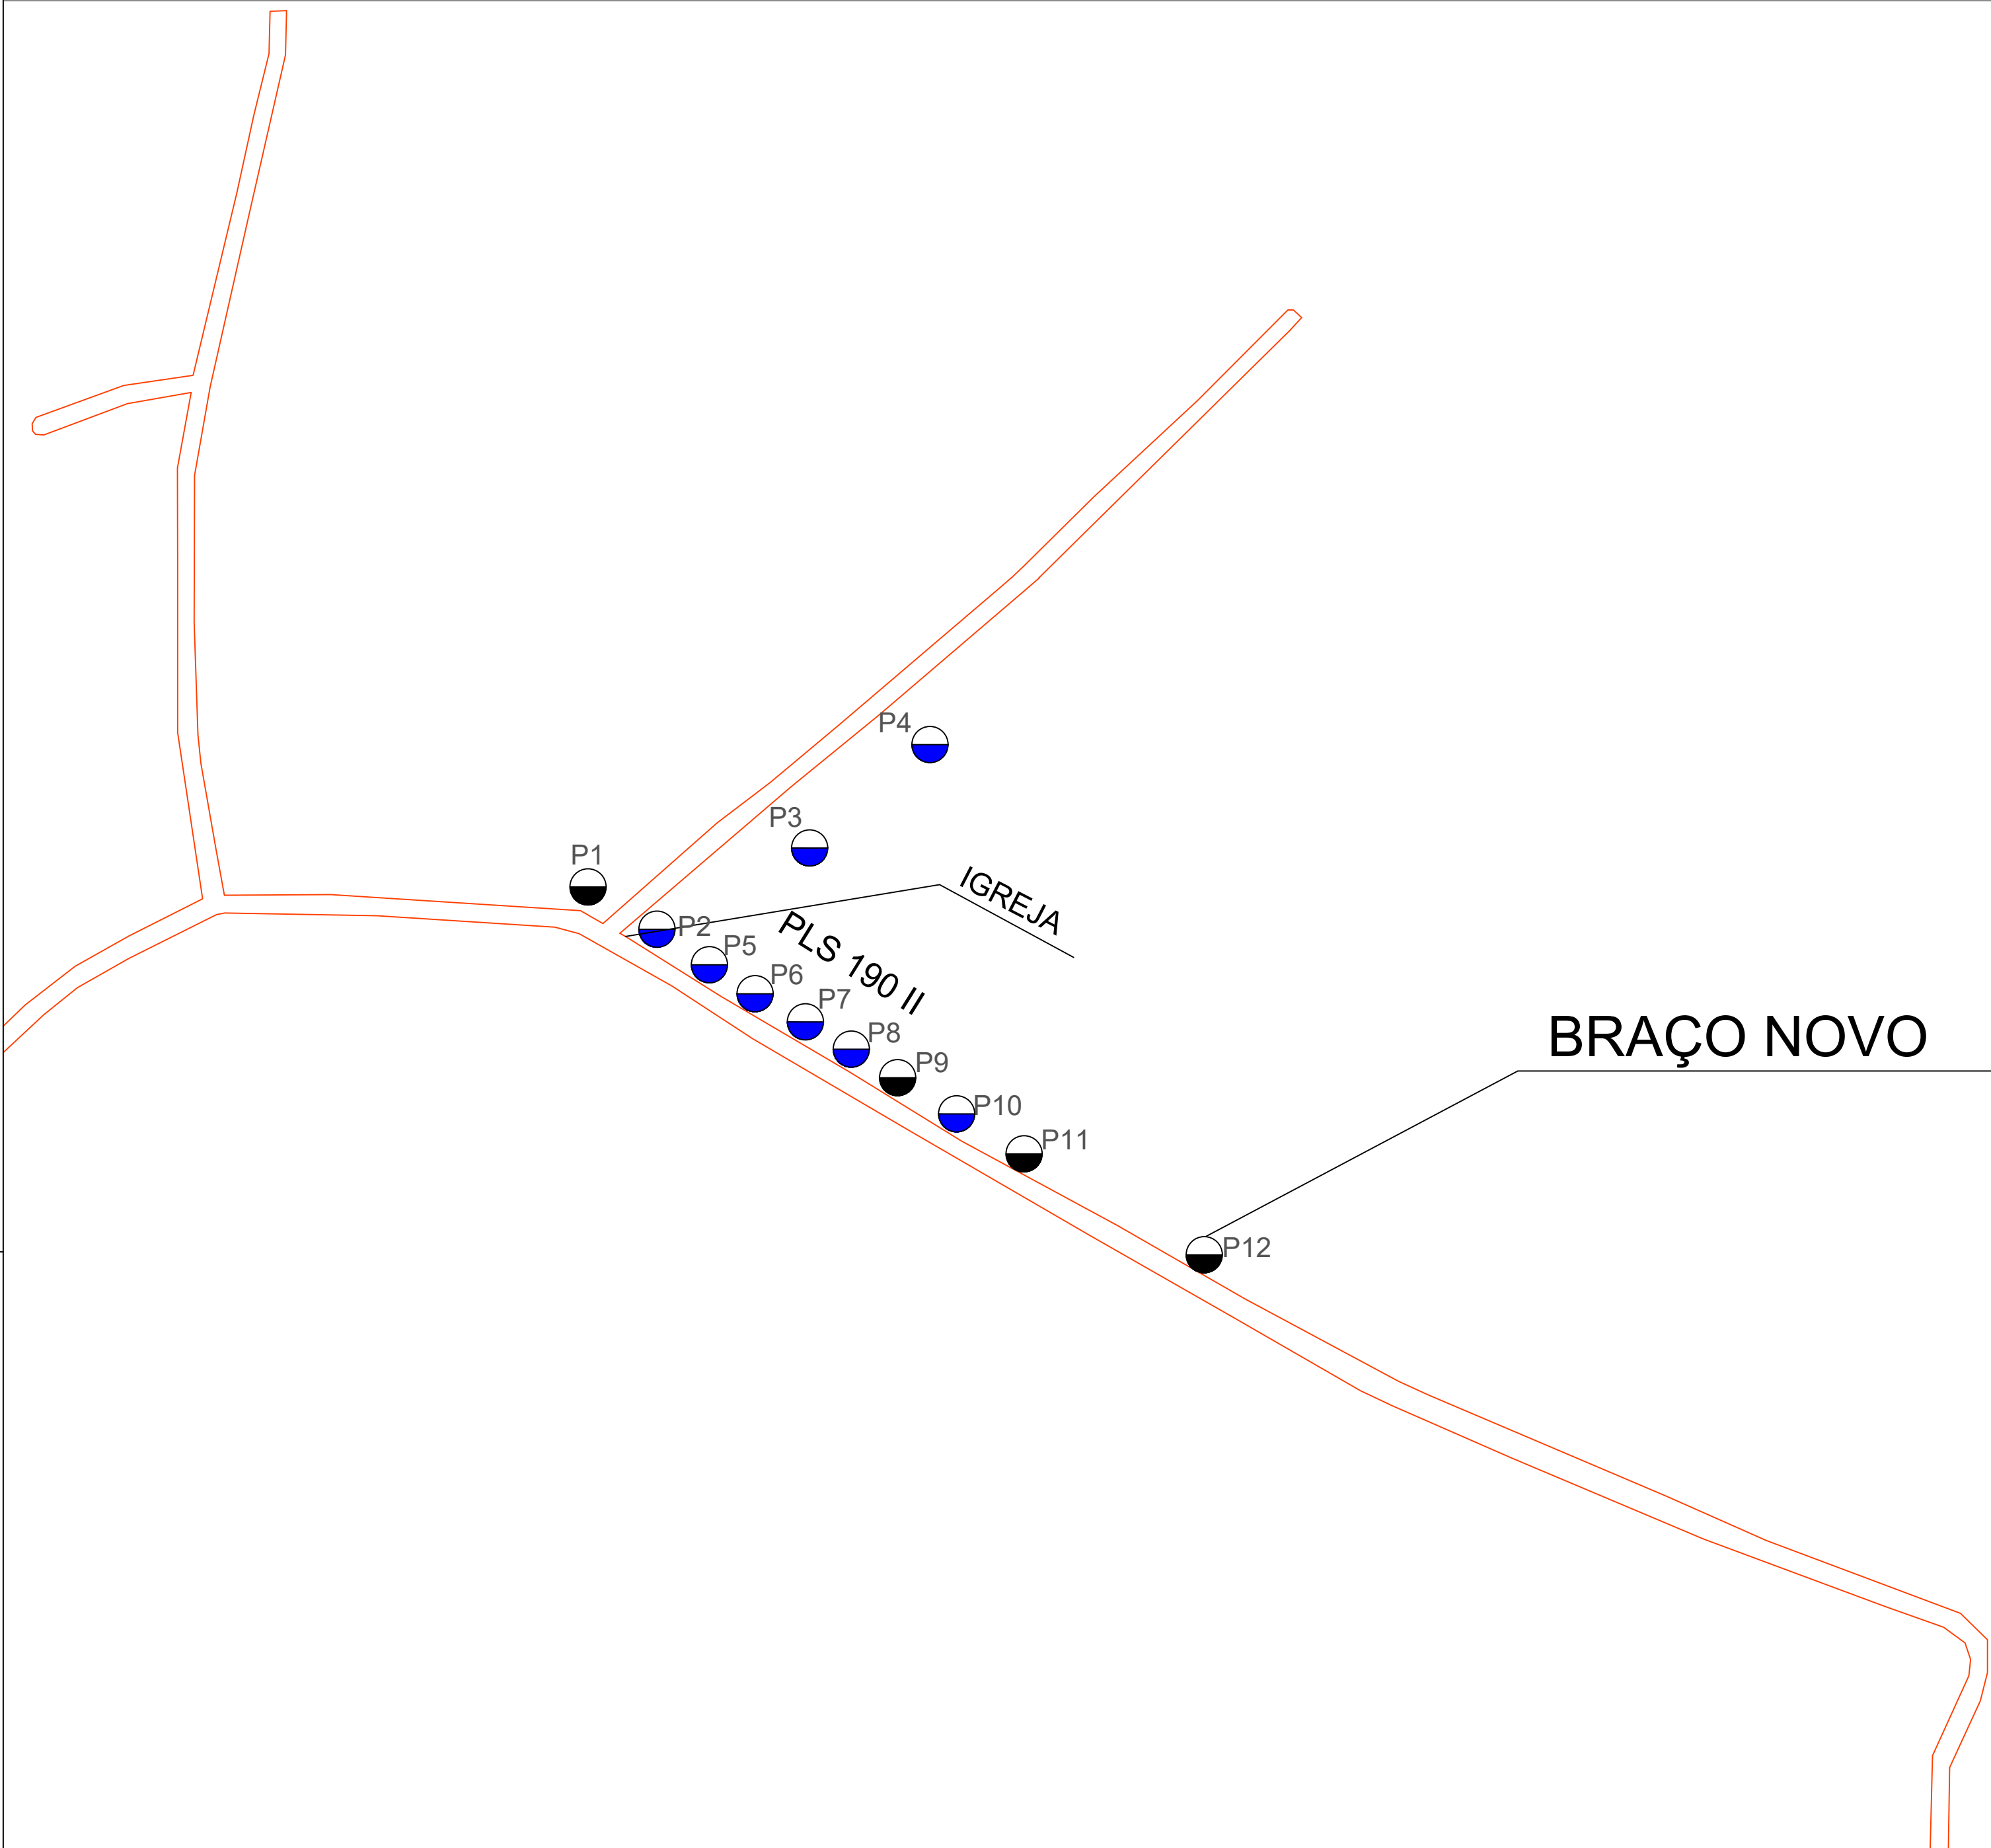 P4
P3
P1
IGREJA
P2
PLS 190 II
P5
P6
P7
P8
BRAÇO NOVO
P9
P10
P11
P12